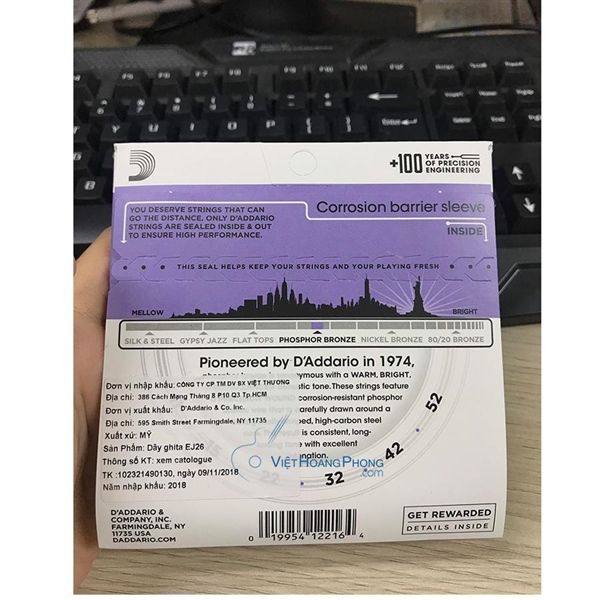 +100 YEARS
OF PRECISION
ENGINEERING
YOU DESERVE STRINGS THAT CAN
GO THE DISTANCE. ONLY D'ADDARIO
STRINGS ARE SEALED INSIDE & OUT
TO ENSURE HIGH PERFORMANCE.
Corrosion barrier sleeve
INSIDE
THIS SEAL HELPS KEEP YOUR STRINGS AND YOUR PLAYING FRESH
MELLOW
BRIGHT
SILK & STEEL GYPSY JAZZ FLAT TOPS PHOSPHOR BRONZE NICKEL BRONZE 80/20 BRONZE
Pioneered by D'Addario in 1974,
with a WARM, BRIGHT,
tone. These strings feature
corrosion-resistant phosphor
carefully drawn around a
high-carbon steel
is consistent, long-
with excellent
Đơn vị nhập khẩu: CÔNG TY CP TM DV BX VIỆT THƯƠNG
Địa chỉ: 386 Cách Mạng Tháng 8 P10 Q3 Tp.HCM
Đơn vị xuất khẩu: D'Addario & Co. Inc.
Địa chỉ: 595 Smith Street Farmingdale, NY 11735
Xuất xứ: MỸ
Sản Phẩm: Dây ghita EJ26
Thông số KT: xem catologue
TK :102321490130, ngày 09/11/2018
Năm nhập khẩu: 2018
VIỆTHOÀNGPHONG
.com
22
32
42
52
D'ADDARIO &
COMPANY, INC.
FARMINGDALE, NY
11735 USA
DADDARIO.COM
0 19954 12216 4
GET REWARDED
DETAILS INSIDE